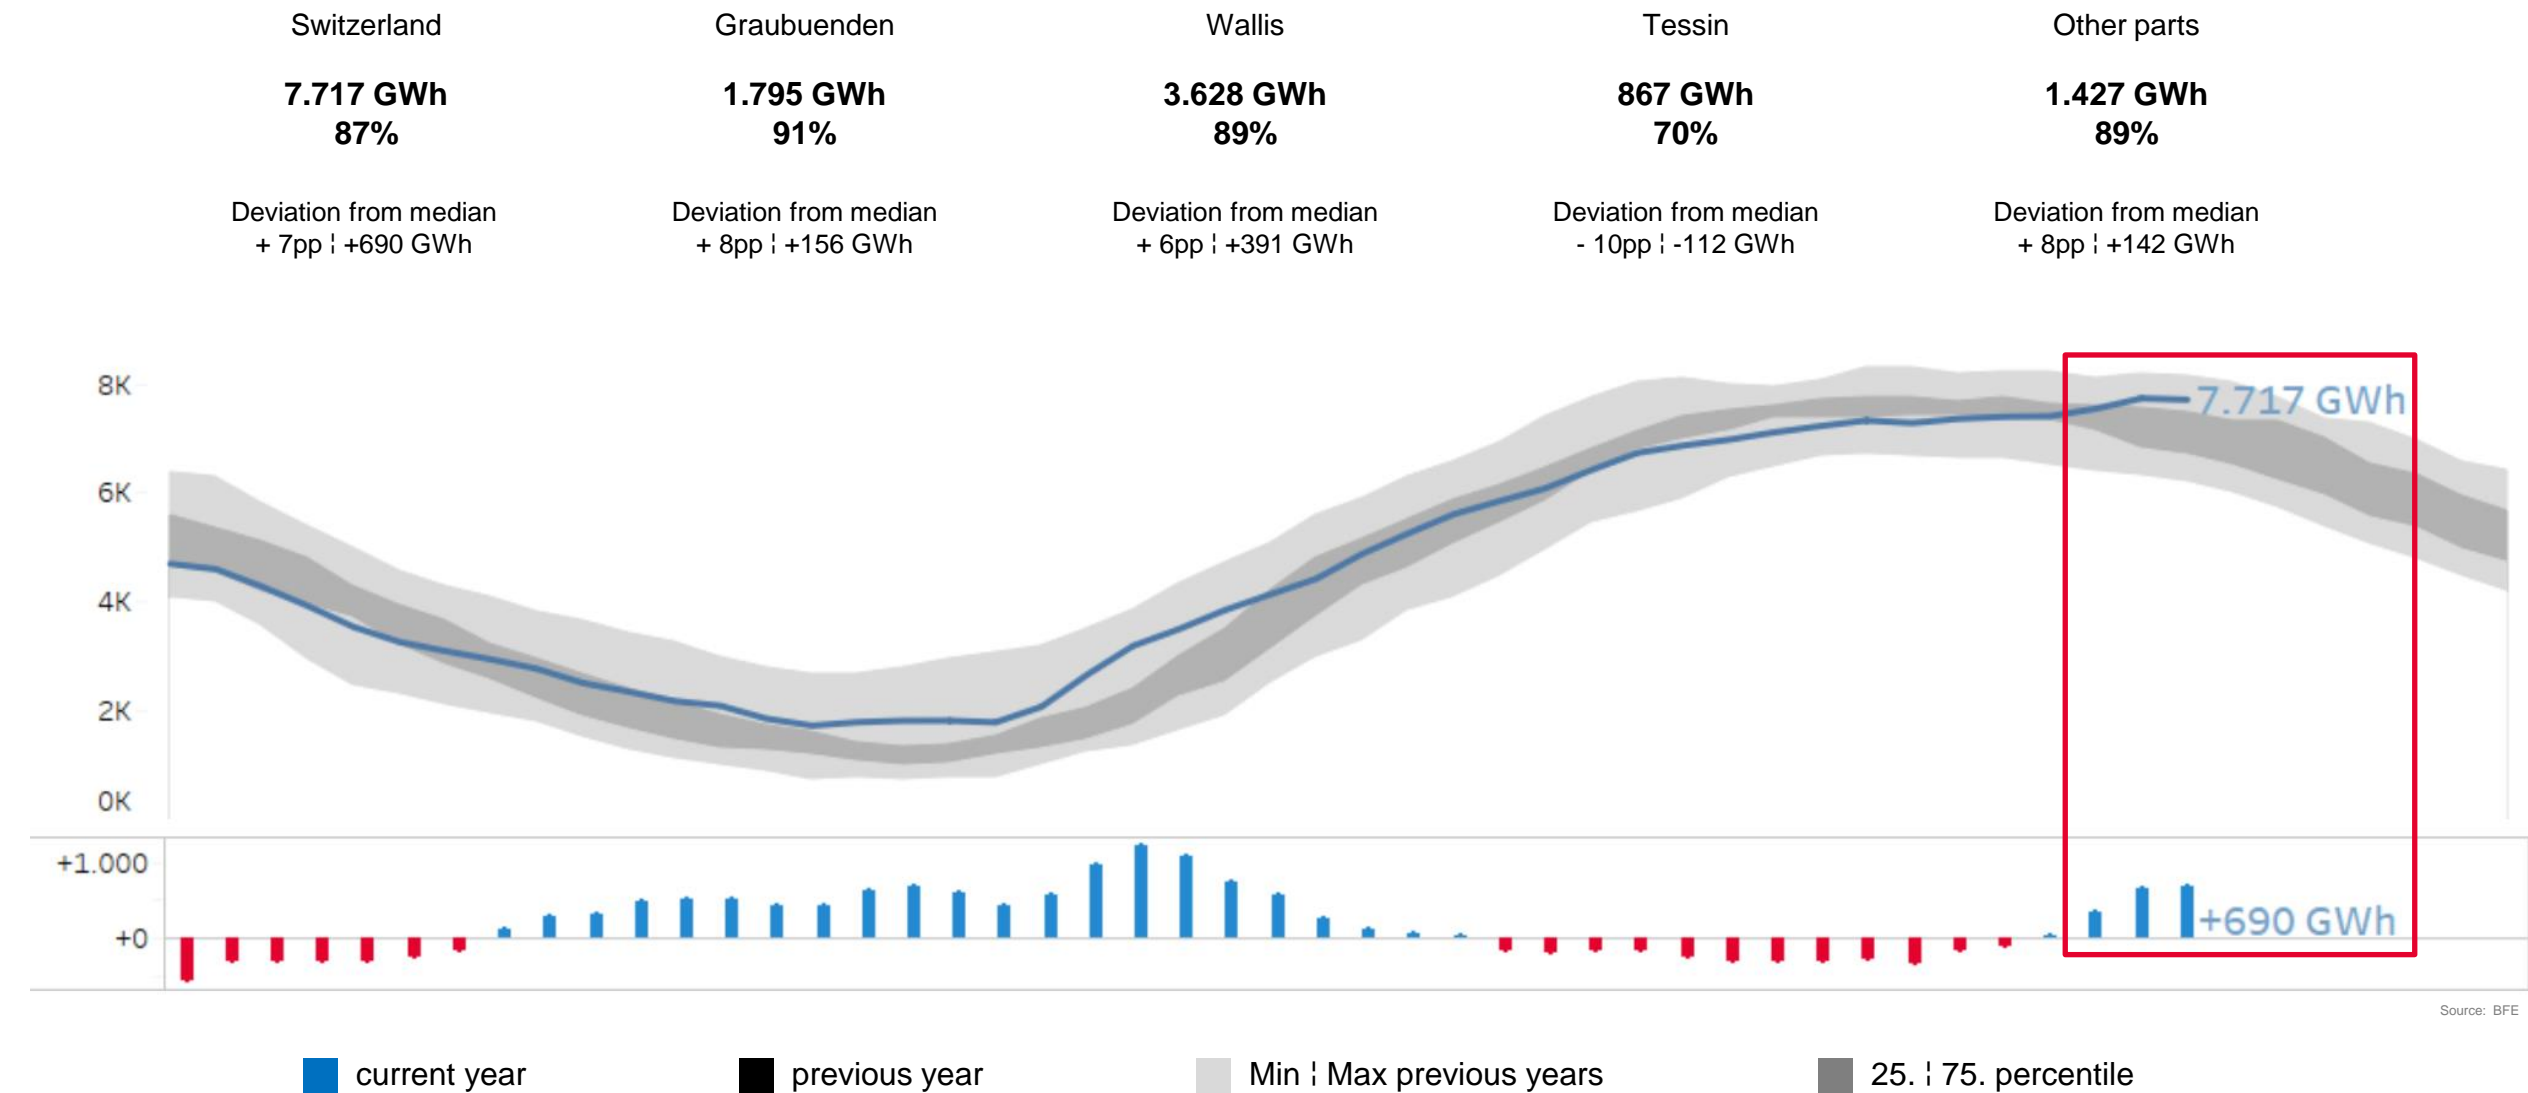 Switzerland
Graubuenden
Wallis
Tessin
Other parts
7.717 GWh
1.795 GWh
3.628 GWh
867 GWh
1.427 GWh
87%
91%
89%
70%
89%
Deviation from median
Deviation from median
Deviation from median
Deviation from median
Deviation from median
+ 7pp ¦ +690 GWh
+ 8pp ¦ +156 GWh
+ 6pp ¦ +391 GWh
- 10pp ¦ -112 GWh
+ 8pp ¦ +142 GWh
8K
7.717 GWh
6K
4K
2K
0K
+1.000
+0
+690 GWh
Source: BFE
current year
previous year
Min ¦ Max previous years
25. ¦ 75. percentile